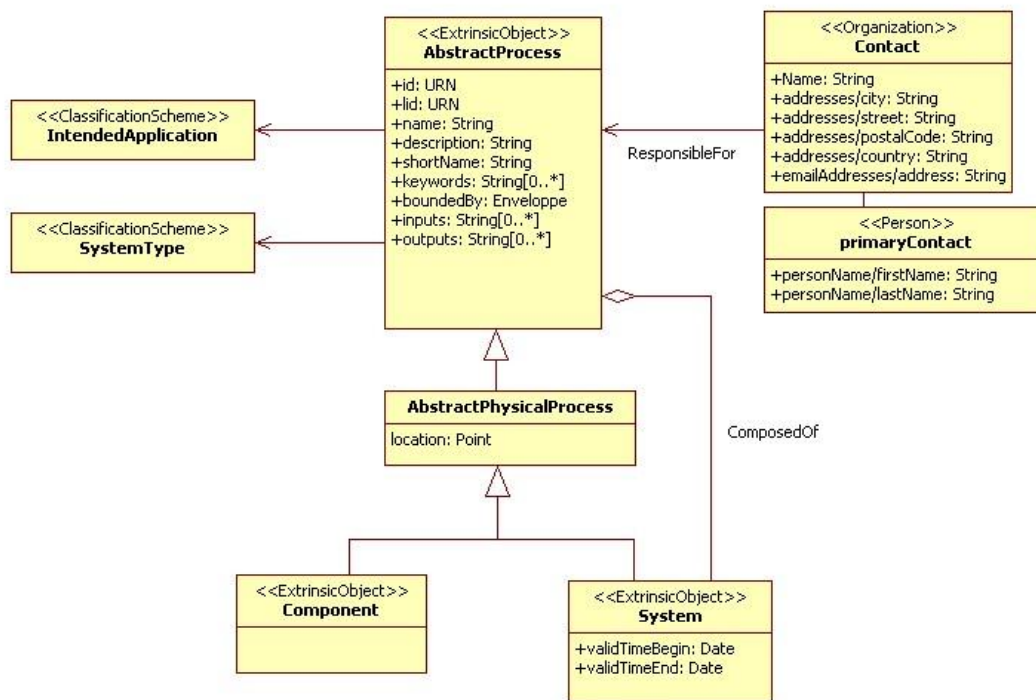 <<ExtrinsicObject>>
AbstractProcess
+id: URN
+lid: URN
+name: String
+description: String
+shortName: String
+keywords: String[0..*]
+boundedBy: Enveloppe
+inputs: String[0..*]
+outputs: String[0..*]
<<Organization>>
Contact
+Name: String
+addresses/city: String
+addresses/street: String
+addresses/postalCode: String
+addresses/country: String
+emailAddresses/address: String
<<ClassificationScheme>>
IntendedApplication
ResponsibleFor
<<ClassificationScheme>>
SystemType
<<Person>>
primaryContact
+personName/firstName: String
+personName/lastName: String
AbstractPhysicalProcess
location: Point
ComposedOf
<<ExtrinsicObject>>
Component
<<ExtrinsicObject>>
System
+validTimeBegin: Date
+validTimeEnd: Date